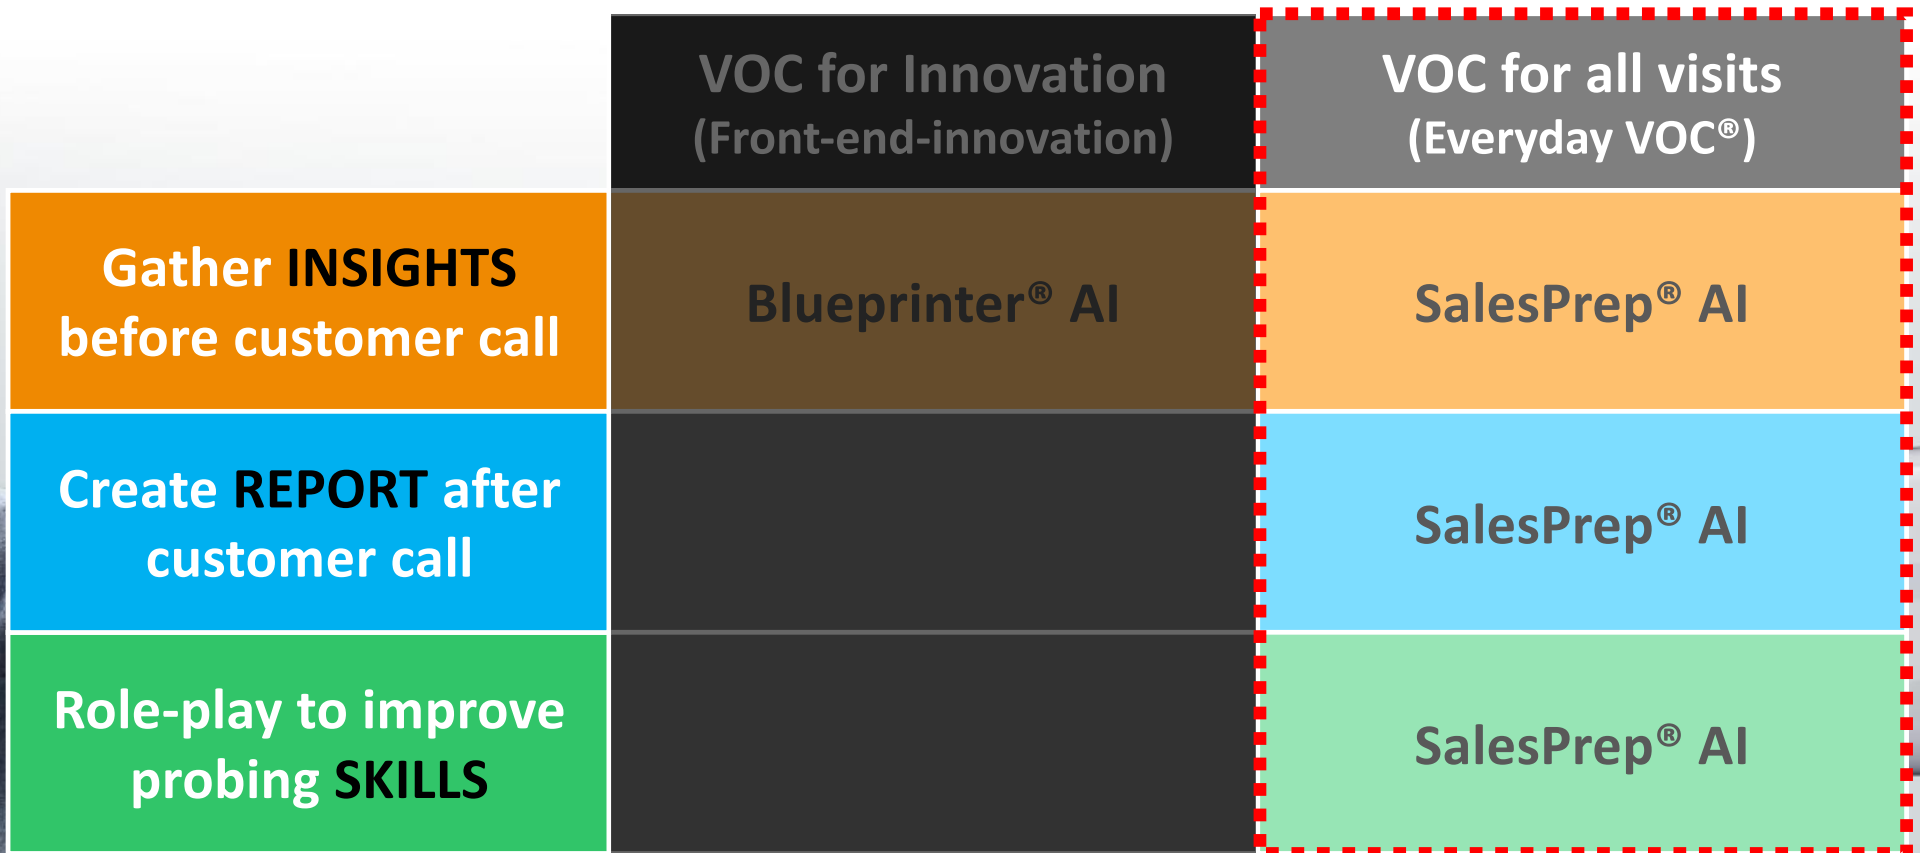 VOC for Innovation
(Front-end-innovation)
VOC for all visits
(Everyday VOC®)
Gather INSIGHTS
before customer call
Blueprinter® AI
SalesPrep® AI
Create REPORT after
customer call
SalesPrep® AI
Role-play to improve
probing SKILLS
SalesPrep® AI